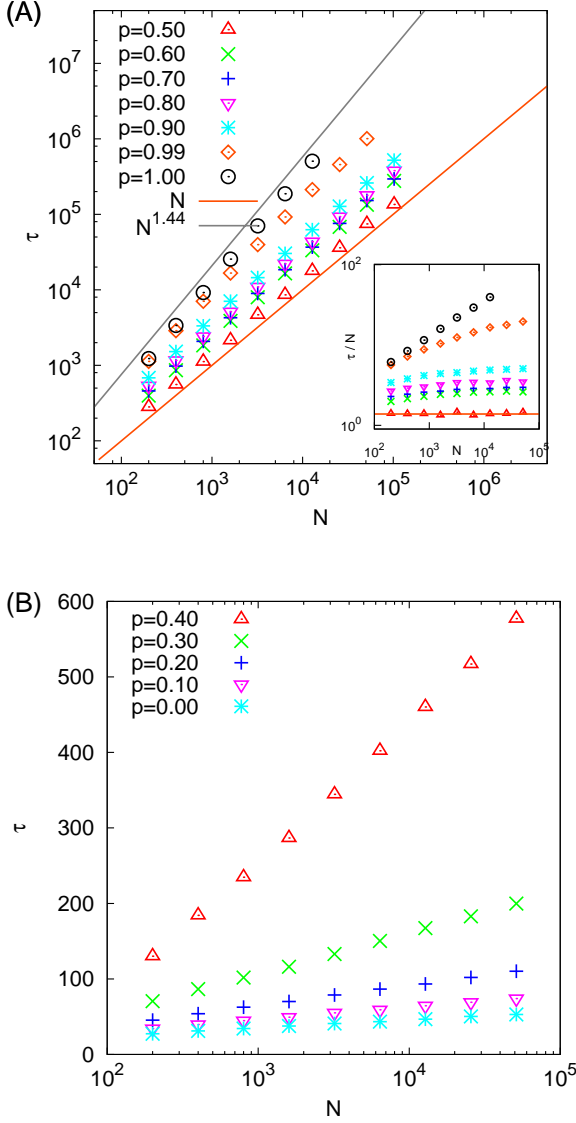 (A)
p=0.50
p=0.60
p=0.70
p=0.80
p=0.90
p=0.99
p=1.00
N
N^1.44
10^7
10^6
10^5
10^4
10^3
10^2
τ
10^2 10^3 10^4 10^5 10^6
N
10^2
10^0
τ / N
10^2 10^3 N 10^4 10^5
(B)
p=0.40
p=0.30
p=0.20
p=0.10
p=0.00
600
500
400
300
200
100
0
τ
10^2 10^3 10^4 10^5
N